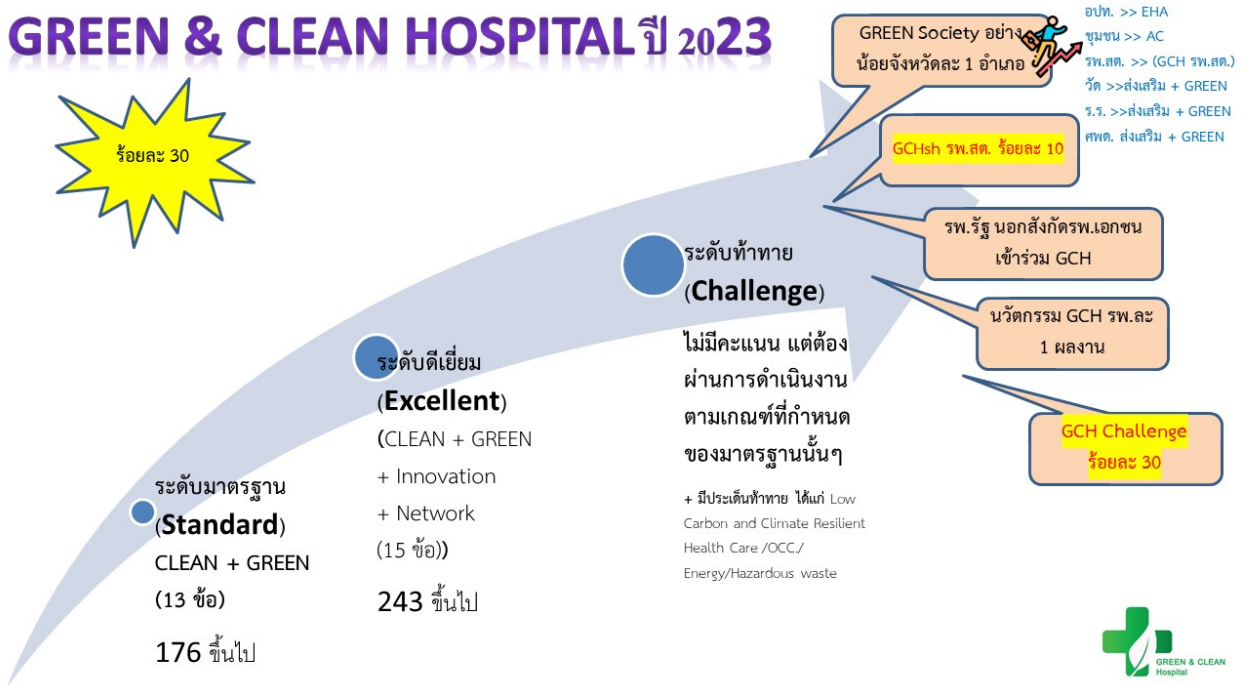 GREEN & CLEAN HOSPITAL ปี 2023
ร้อยละ 30
GREEN Society อย่าง
น้อยจังหวัดละ 1 อำเภอ
อปท. >> EHA
ชุมชน >> AC
รพ.สต. >> (GCH รพ.สต.)
วัด >>ส่งเสริม + GREEN
ร.ร. >>ส่งเสริม + GREEN
ศพด. ส่งเสริม + GREEN
GCHsh รพ.สต. ร้อยละ 10
รพ.รัฐ นอกสังกัดรพ.เอกชน
เข้าร่วม GCH
นวัตกรรม GCH รพ.ละ
1 ผลงาน
GCH Challenge
ร้อยละ 30
ระดับมาตรฐาน
(Standard)
CLEAN + GREEN
(13 ข้อ)
176 ขึ้นไป
ระดับดีเยี่ยม
(Excellent)
(CLEAN + GREEN
+ Innovation
+ Network
(15 ข้อ))
243 ขึ้นไป
ระดับท้าทาย
(Challenge)
ไม่มีคะแนน แต่ต้อง
ผ่านการดำเนินงาน
ตามเกณฑ์ที่กำหนด
ของมาตรฐานนั้นๆ
+ มีประเด็นท้าทาย ได้แก่ Low
Carbon and Climate Resilient
Health Care /OCC./
Energy/Hazardous waste
GREEN & CLEAN
Hospital